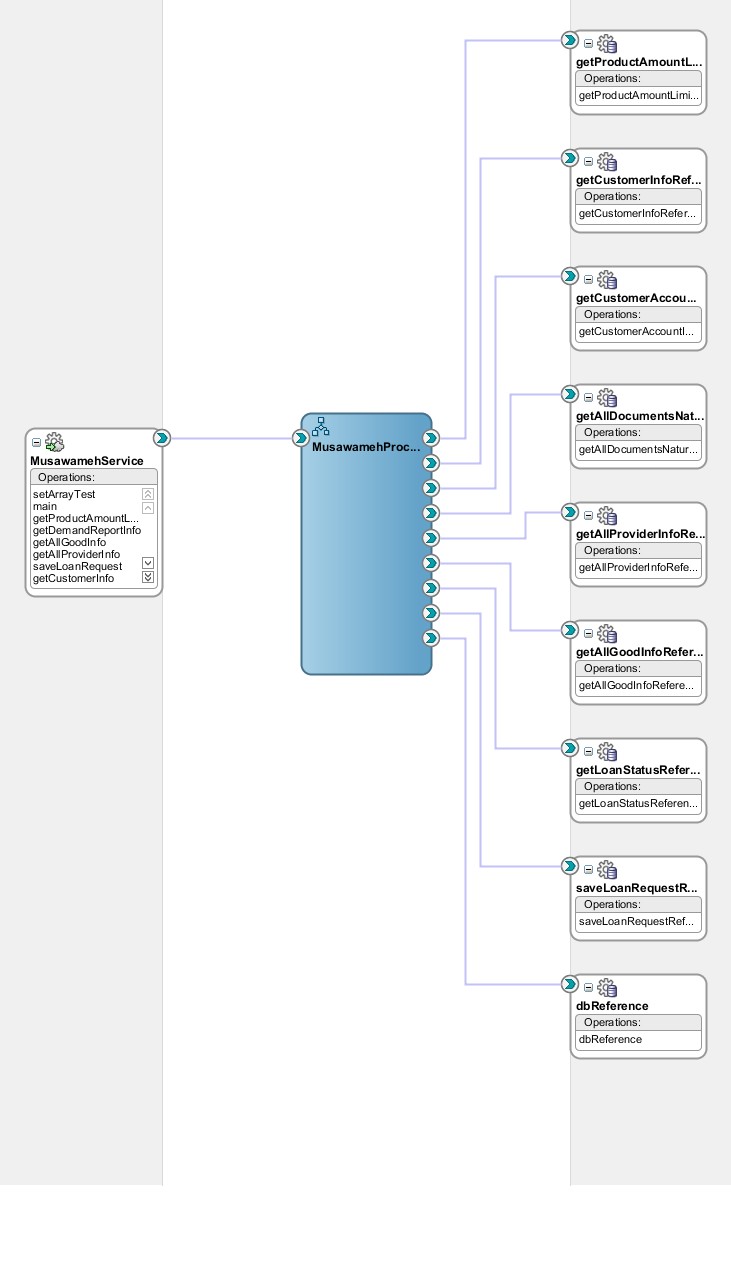 MusawamehService
Operations:
setArrayTest
main
getProductAmountL...
getDemandReportInfo
getAllGoodInfo
getAllProviderInfo
saveLoanRequest
getCustomerInfo
MusawamehProc...
getProductAmountL...
Operations:
getProductAmountLimi...
getCustomerInfoRef...
Operations:
getCustomerInfoRefer...
getCustomerAccou...
Operations:
getCustomerAccountI...
getAllDocumentsNat...
Operations:
getAllDocumentsNatur...
getAllProviderInfoRe...
Operations:
getAllProviderInfoRefe...
getAllGoodInfoRefer...
Operations:
getAllGoodInfoRefere...
getLoanStatusRefer...
Operations:
getLoanStatusReferen...
saveLoanRequestR...
Operations:
saveLoanRequestRef...
dbReference
Operations:
dbReference